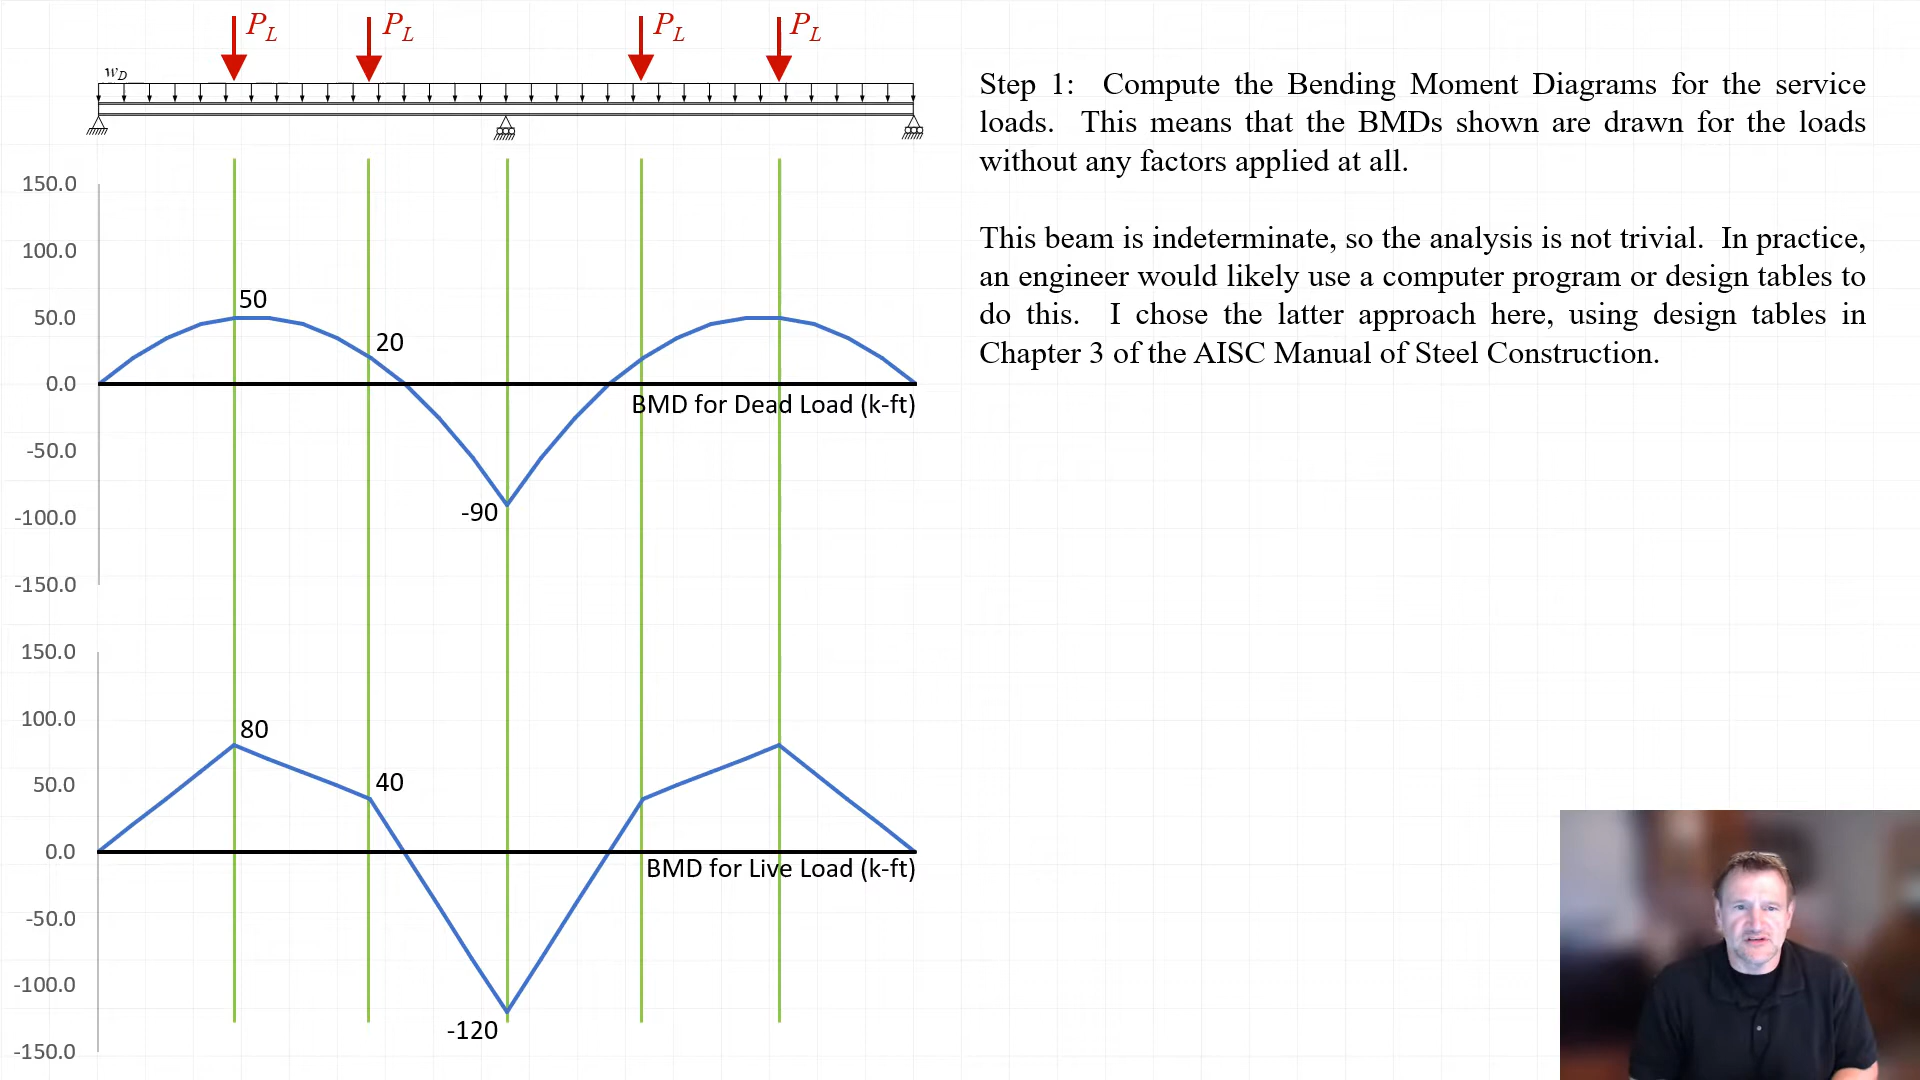 P_L P_L P_L P_L
w_D
150.0
100.0
50.0
0.0
-50.0
-100.0
-150.0
50
20
-90
BMD for Dead Load (k-ft)
150.0
100.0
50.0
0.0
-50.0
-100.0
-150.0
80
40
-120
BMD for Live Load (k-ft)
Step 1: Compute the Bending Moment Diagrams for the service
loads. This means that the BMDs shown are drawn for the loads
without any factors applied at all.
This beam is indeterminate, so the analysis is not trivial. In practice,
an engineer would likely use a computer program or design tables to
do this. I chose the latter approach here, using design tables in
Chapter 3 of the AISC Manual of Steel Construction.